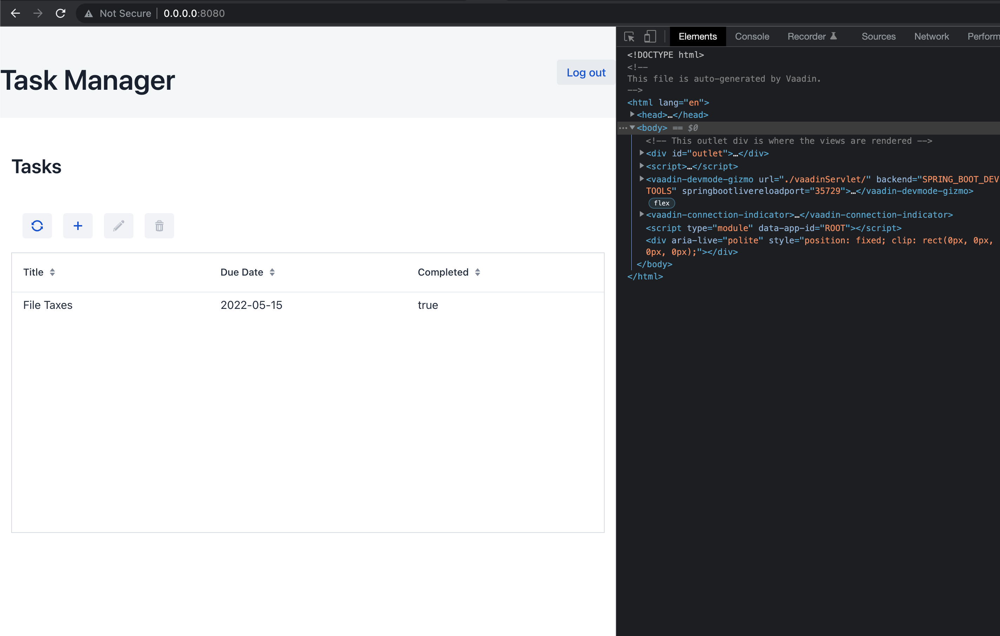 Not Secure | 0.0.0.0:8080
Task Manager
Log out
Tasks
Title Due Date Completed
File Taxes 2022-05-15 true
Elements Console Recorder Sources Network Perform
<!DOCTYPE html>
<!--
This file is auto-generated by Vaadin.
-->
<html lang="en">
<head>…</head>
<body> == $0
<!-- This outlet div is where the views are rendered -->
<div id="outlet">…</div>
<script>…</script>
<vaadin-devmode-gizmo url="./vaadinServlet/" backend="SPRING_BOOT_DEV
TOOLS" springbootlivereloadport="35729">…</vaadin-devmode-gizmo>
flex
<vaadin-connection-indicator>…</vaadin-connection-indicator>
<script type="module" data-app-id="ROOT"></script>
<div aria-live="polite" style="position: fixed; clip: rect(0px, 0px,
0px, 0px);"></div>
</body>
</html>